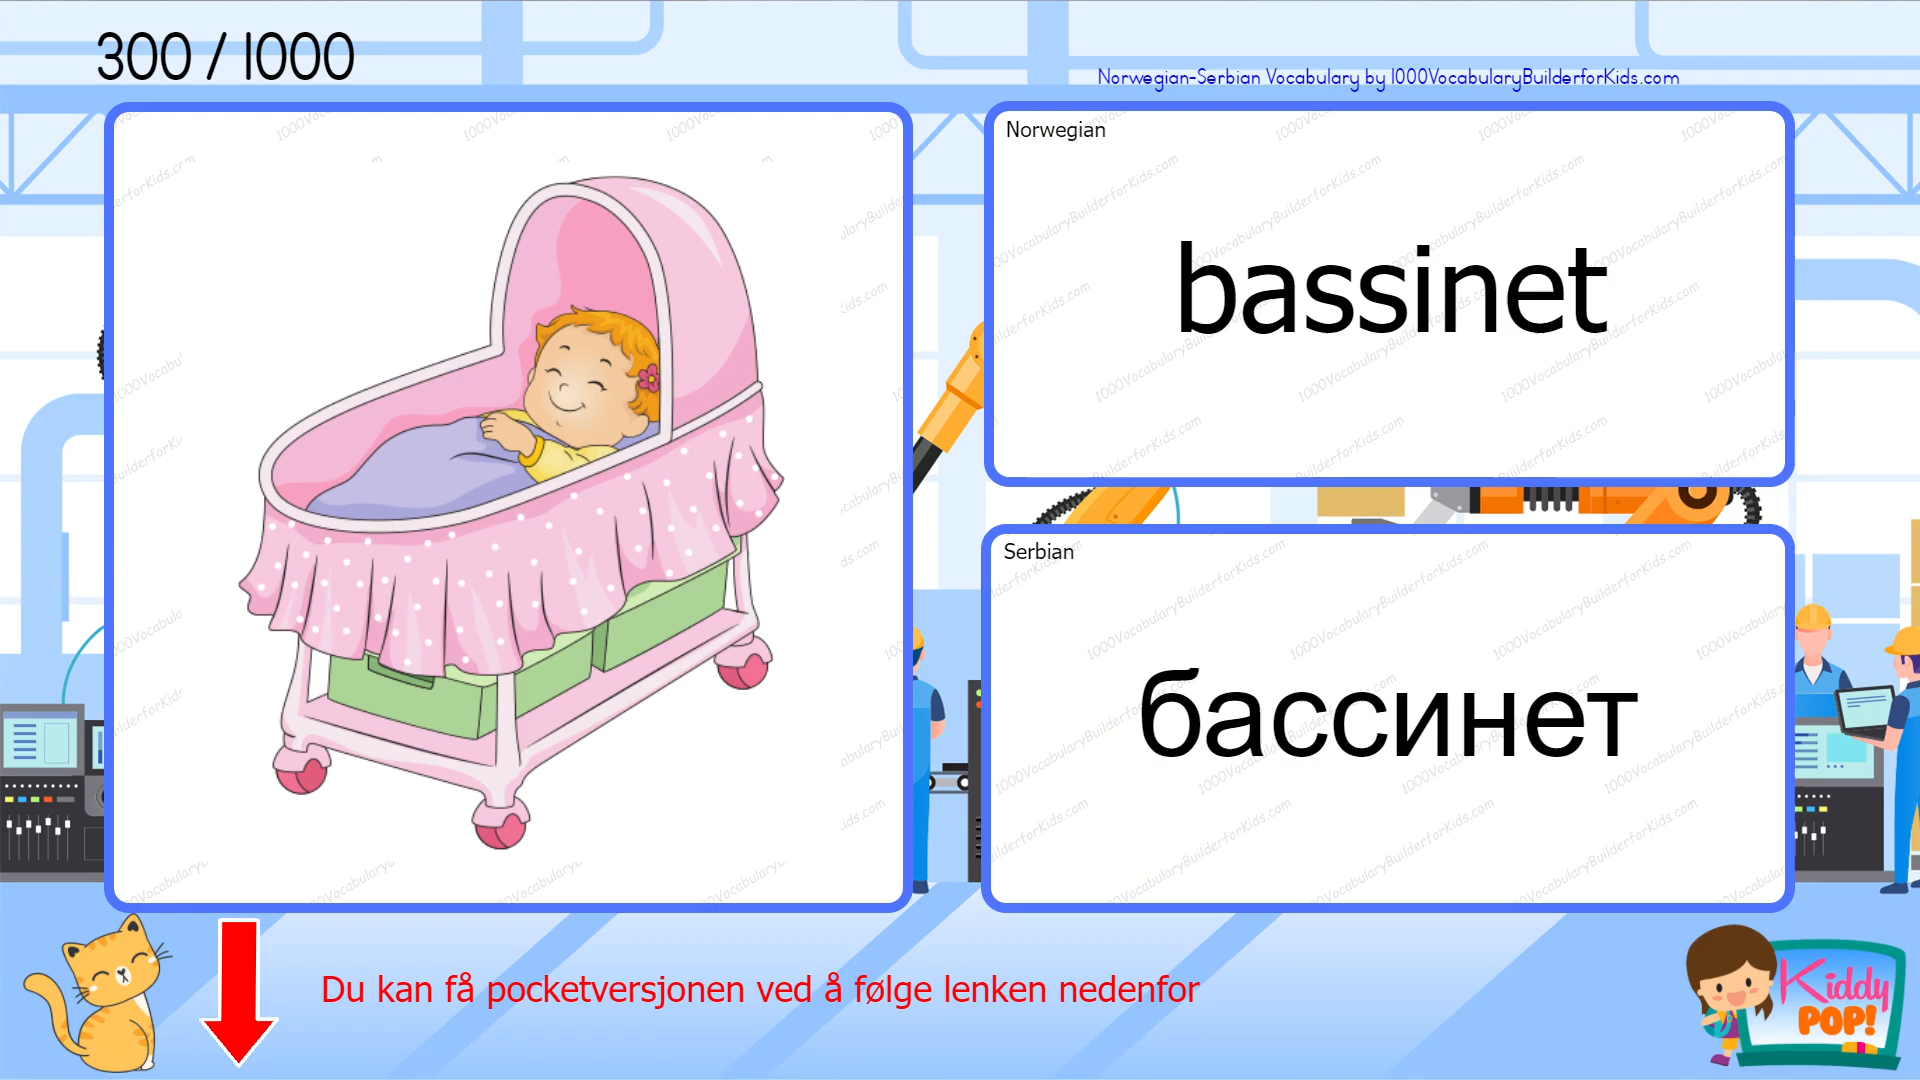 300 / 1000
Norwegian-Serbian Vocabulary by 1000VocabularyBuilderforKids.com
Norwegian
bassinet
Serbian
бассинет
Du kan få pocketversjonen ved å følge lenken nedenfor
Kiddy
POP!